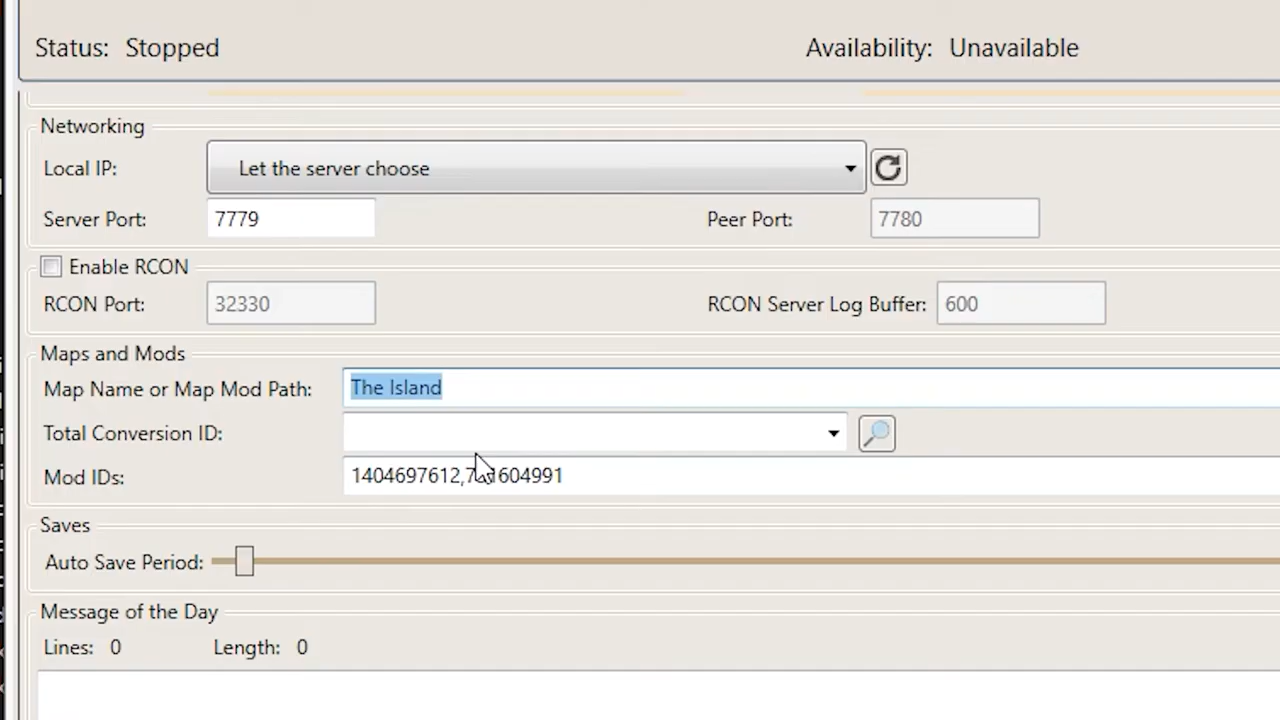 Status: Stopped
Availability: Unavailable
Networking
Local IP: Let the server choose
Server Port: 7779
Peer Port: 7780
Enable RCON
RCON Port: 32330
RCON Server Log Buffer: 600
Maps and Mods
Map Name or Map Mod Path: The Island
Total Conversion ID:
Mod IDs: 1404697612,
Saves
Auto Save Period:
Message of the Day
Lines: 0
Length: 0